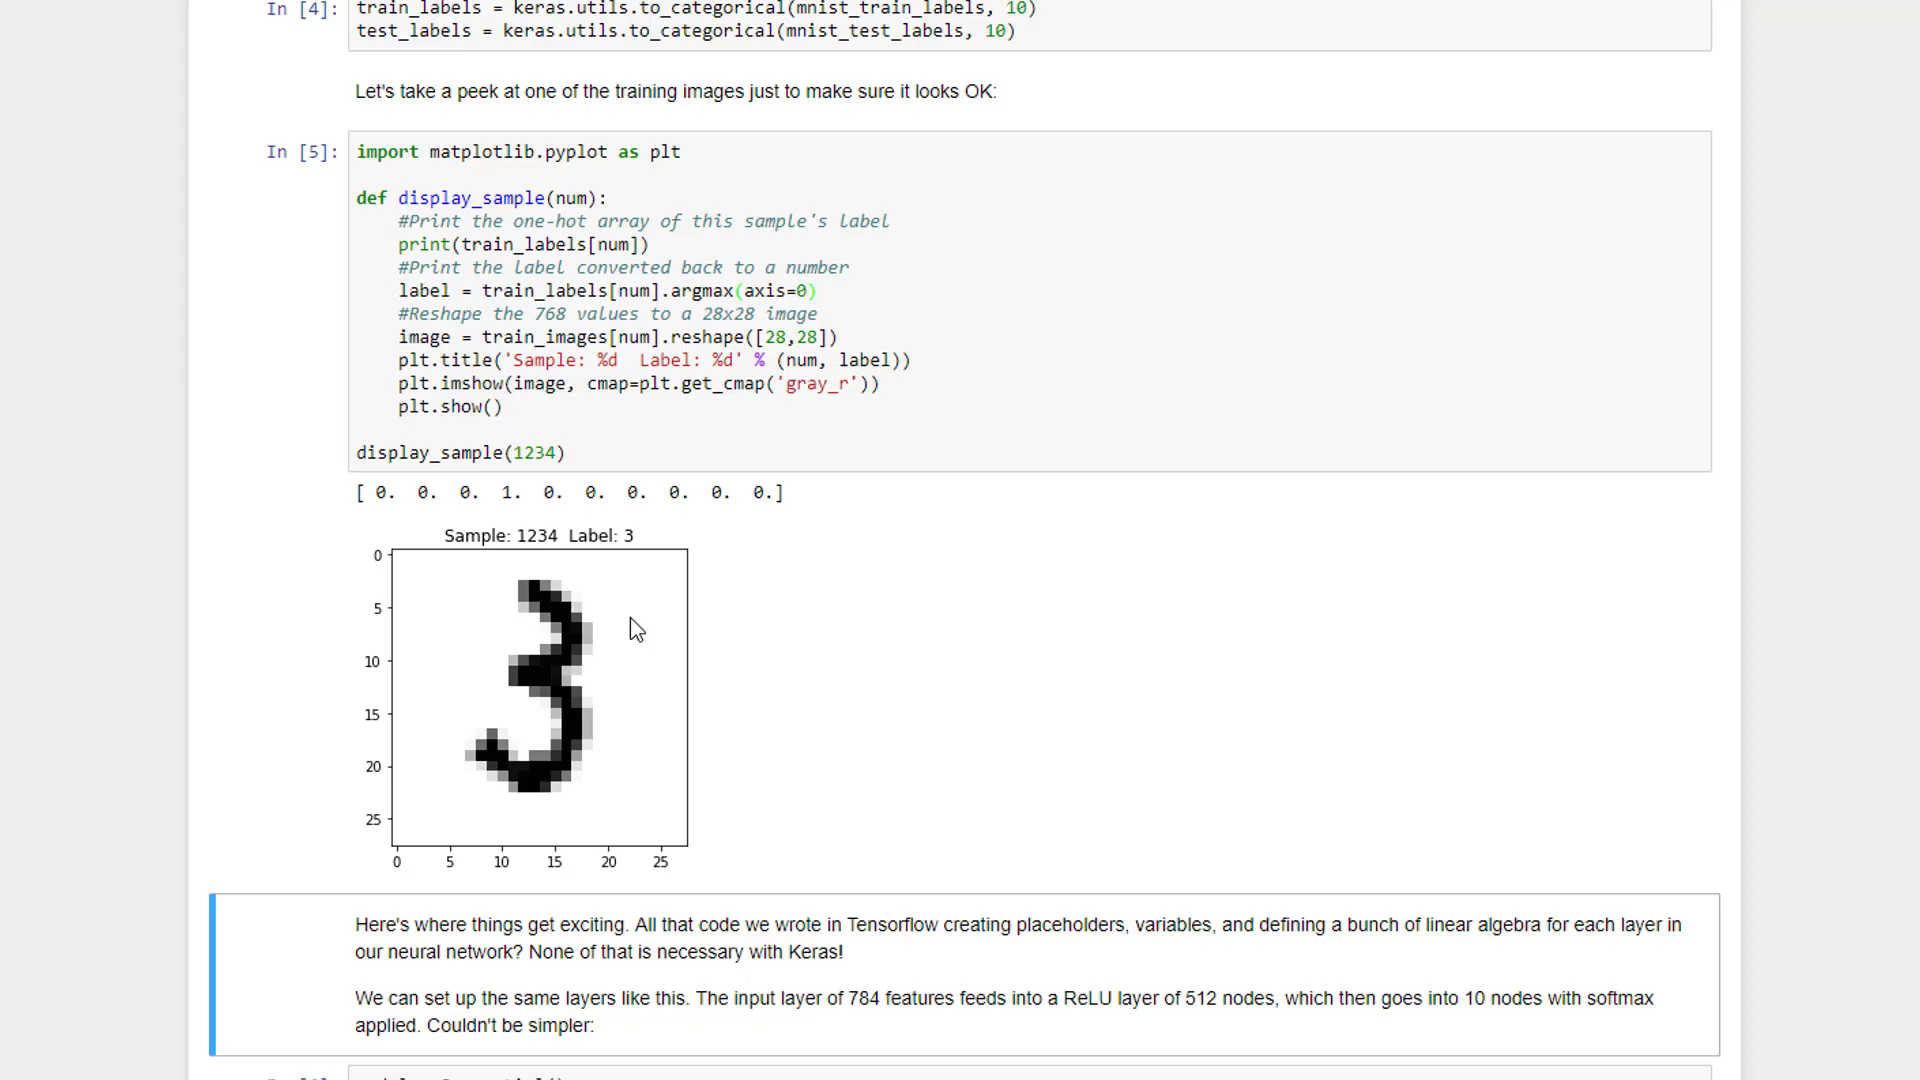 In [4]: train_labels = keras.utils.to_categorical(mnist_train_labels, 10)
test_labels = keras.utils.to_categorical(mnist_test_labels, 10)
Let's take a peek at one of the training images just to make sure it looks OK:
In [5]: import matplotlib.pyplot as plt
def display_sample(num):
#Print the one-hot array of this sample's label
print(train_labels[num])
#Print the label converted back to a number
label = train_labels[num].argmax(axis=0)
#Reshape the 768 values to a 28x28 image
image = train_images[num].reshape([28,28])
plt.title('Sample: %d  Label: %d' % (num, label))
plt.imshow(image, cmap=plt.get_cmap('gray_r'))
plt.show()
display_sample(1234)
[ 0.  0.  0.  1.  0.  0.  0.  0.  0.  0.]
Sample: 1234  Label: 3
0
5
10
15
20
25
0 5 10 15 20 25
3
Here's where things get exciting. All that code we wrote in Tensorflow creating placeholders, variables, and defining a bunch of linear algebra for each layer in
our neural network? None of that is necessary with Keras!
We can set up the same layers like this. The input layer of 784 features feeds into a ReLU layer of 512 nodes, which then goes into 10 nodes with softmax
applied. Couldn't be simpler: